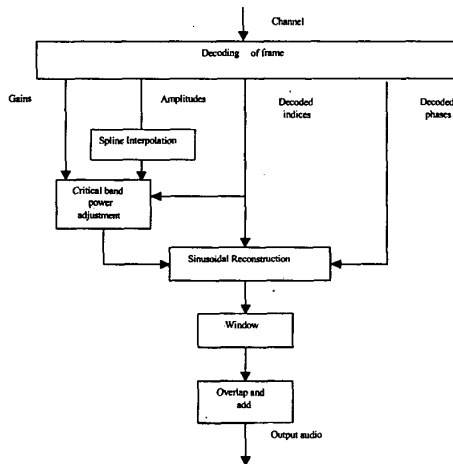 Channel
Decoding of frame
Gains
Amplitudes
Decoded
indices
Decoded
phases
Spline Interpolation
Critical band
power
adjustment
Sinusoidal Reconstruction
Window
Overlap and
add
Output audio